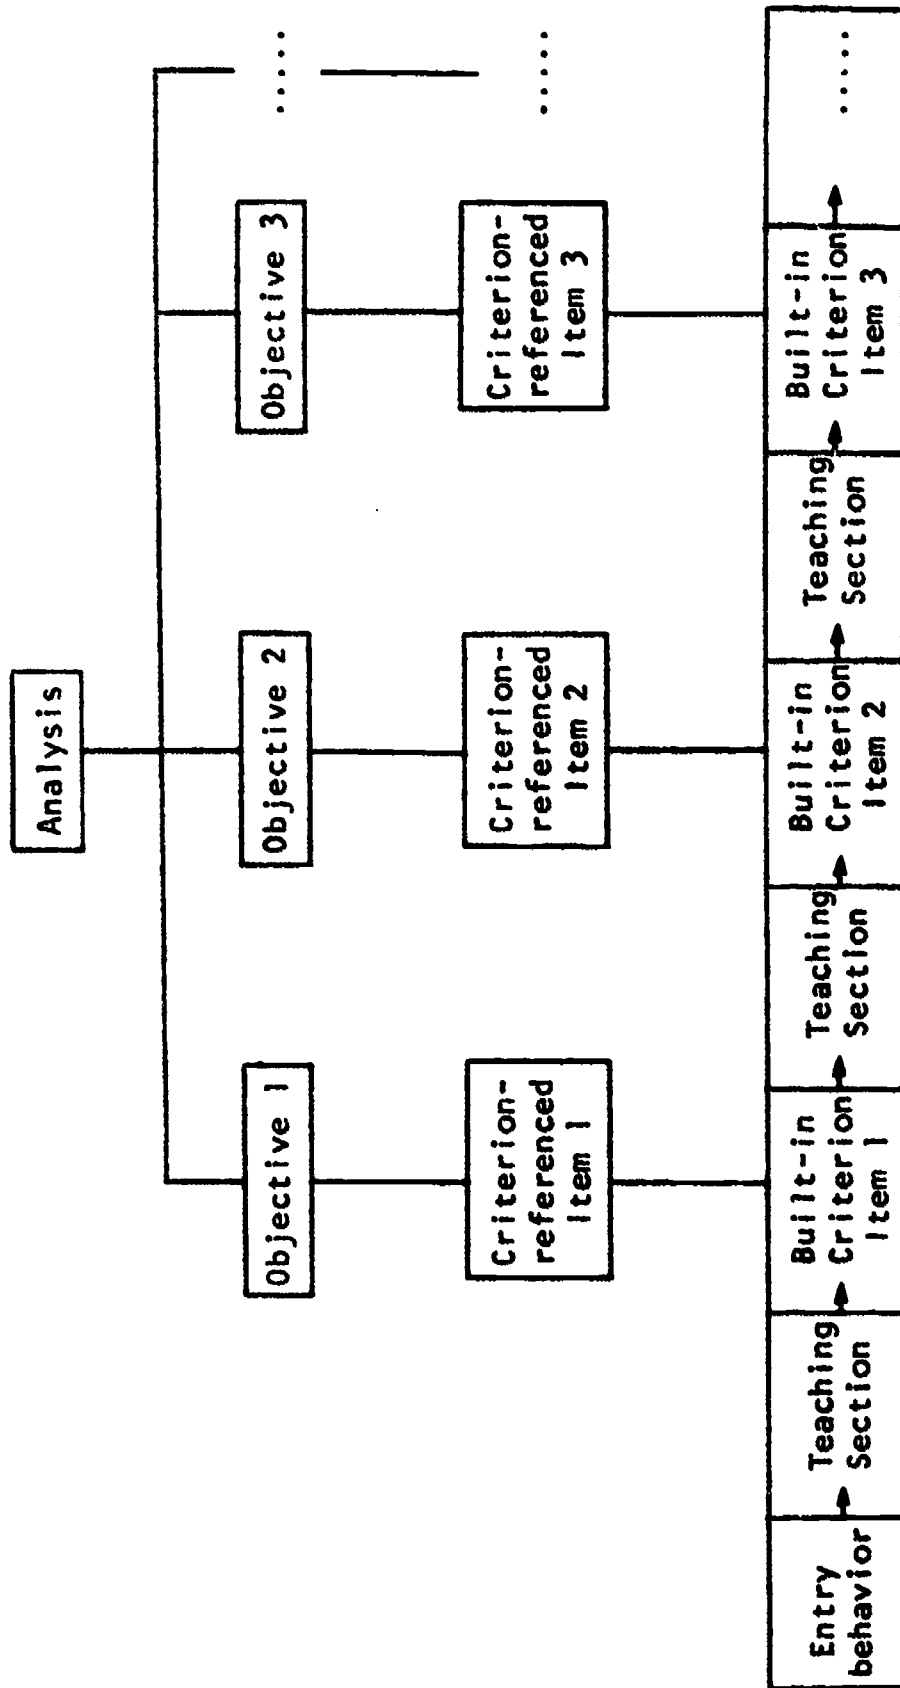 Analysis
Objective 1
Objective 2
Objective 3
.....
Criterion-
referenced
Item 1
Criterion-
referenced
Item 2
Criterion-
referenced
Item 3
.....
Entry
behavior
Teaching
Section
Built-in
Criterion
Item 1
Teaching
Section
Built-in
Criterion
Item 2
Teaching
Section
Built-in
Criterion
Item 3
.....